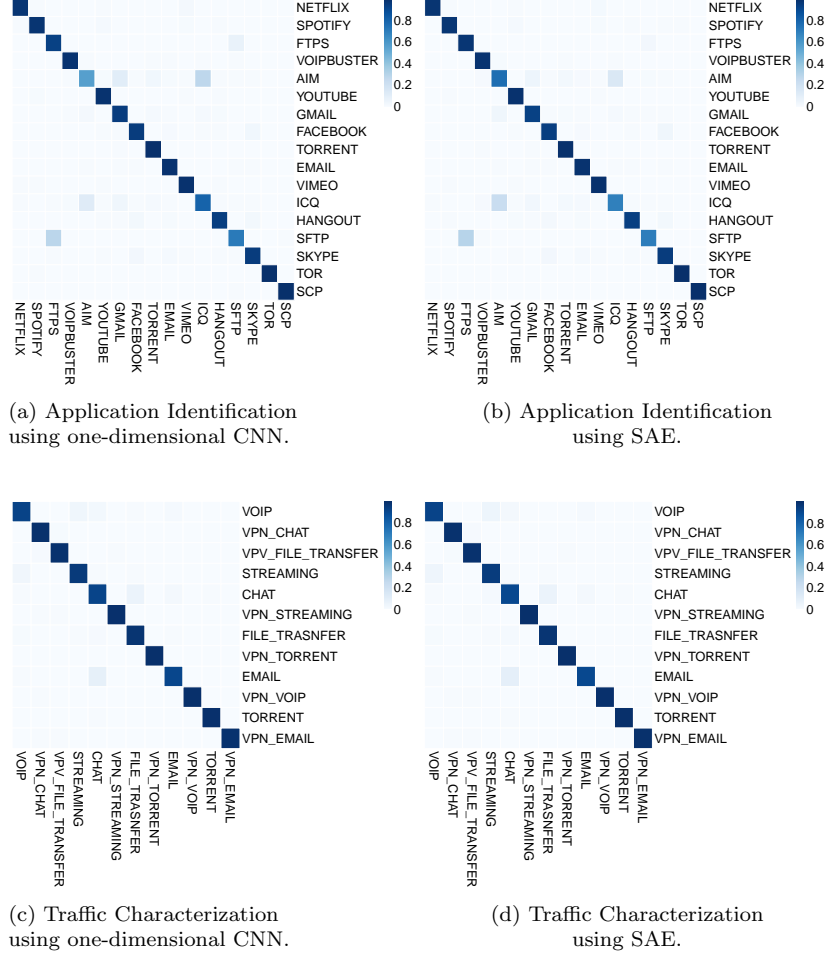 NETFLIX
SPOTIFY
FTPS
VOIPBUSTER
AIM
YOUTUBE
GMAIL
FACEBOOK
TORRENT
EMAIL
VIMEO
ICQ
HANGOUT
SFTP
SKYPE
TOR
SCP
0.8
0.6
0.4
0.2
0
NETFLIX
SPOTIFY
FTPS
VOIPBUSTER
AIM
YOUTUBE
GMAIL
FACEBOOK
TORRENT
EMAIL
VIMEO
ICQ
HANGOUT
SFTP
SKYPE
TOR
SCP
(a) Application Identification
using one-dimensional CNN.
NETFLIX
SPOTIFY
FTPS
VOIPBUSTER
AIM
YOUTUBE
GMAIL
FACEBOOK
TORRENT
EMAIL
VIMEO
ICQ
HANGOUT
SFTP
SKYPE
TOR
SCP
0.8
0.6
0.4
0.2
0
NETFLIX
SPOTIFY
FTPS
VOIPBUSTER
AIM
YOUTUBE
GMAIL
FACEBOOK
TORRENT
EMAIL
VIMEO
ICQ
HANGOUT
SFTP
SKYPE
TOR
SCP
(b) Application Identification
using SAE.
VOIP
VPN_CHAT
VPV_FILE_TRANSFER
STREAMING
CHAT
VPN_STREAMING
FILE_TRASNFER
VPN_TORRENT
EMAIL
VPN_VOIP
TORRENT
VPN_EMAIL
0.8
0.6
0.4
0.2
0
VOIP
VPN_CHAT
VPV_FILE_TRANSFER
STREAMING
CHAT
VPN_STREAMING
FILE_TRASNFER
VPN_TORRENT
EMAIL
VPN_VOIP
TORRENT
VPN_EMAIL
(c) Traffic Characterization
using one-dimensional CNN.
VOIP
VPN_CHAT
VPV_FILE_TRANSFER
STREAMING
CHAT
VPN_STREAMING
FILE_TRASNFER
VPN_TORRENT
EMAIL
VPN_VOIP
TORRENT
VPN_EMAIL
0.8
0.6
0.4
0.2
0
VOIP
VPN_CHAT
VPV_FILE_TRANSFER
STREAMING
CHAT
VPN_STREAMING
FILE_TRASNFER
VPN_TORRENT
EMAIL
VPN_VOIP
TORRENT
VPN_EMAIL
(d) Traffic Characterization
using SAE.